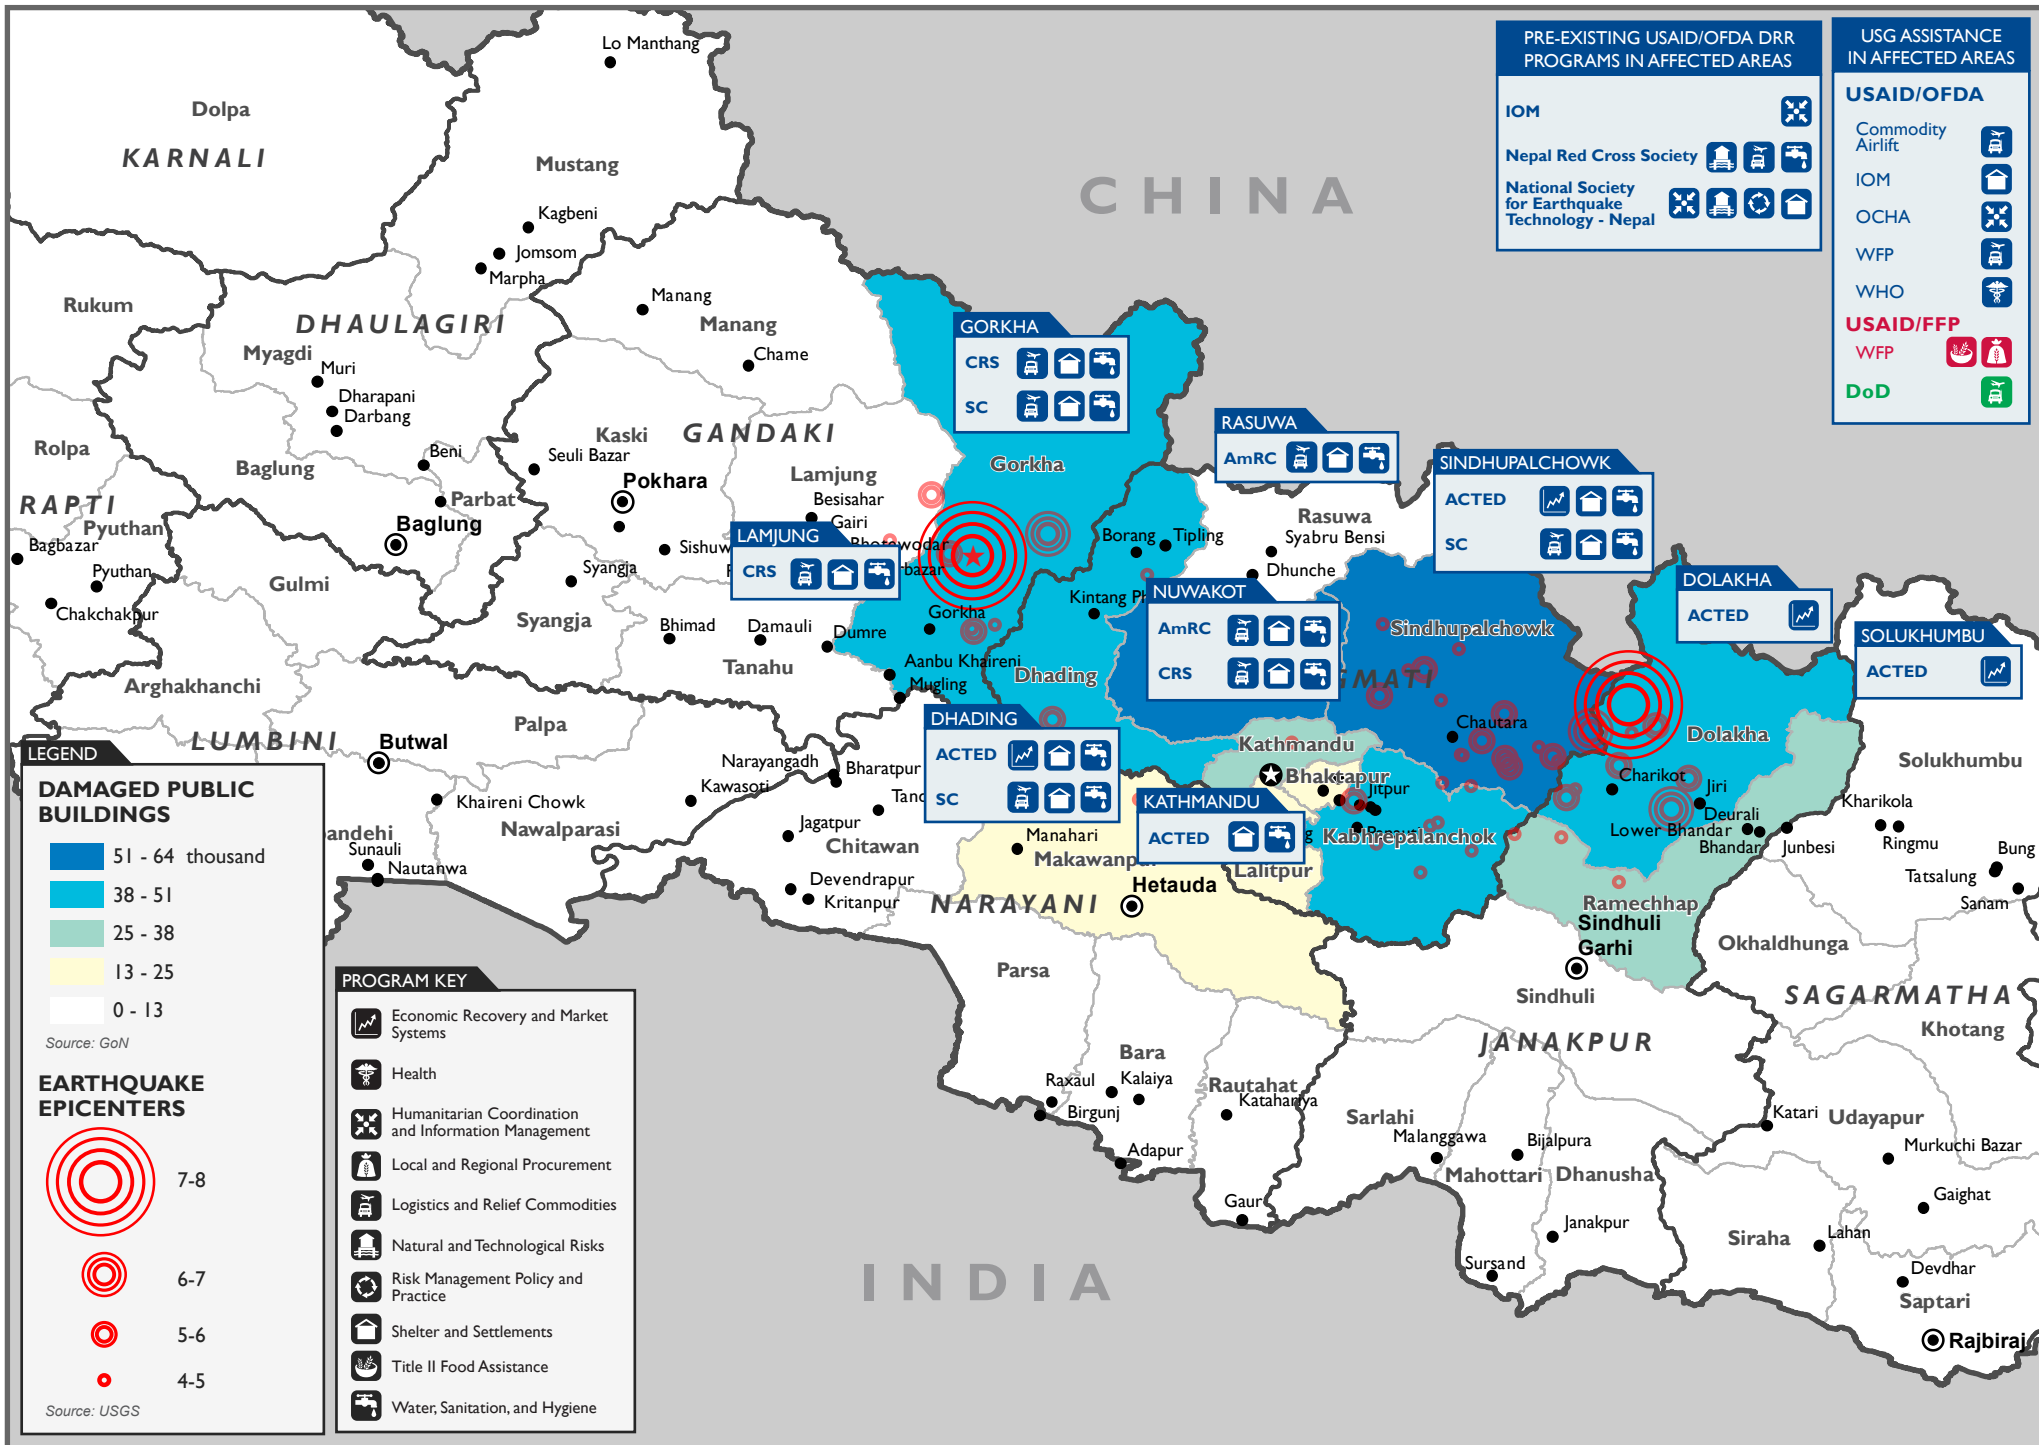 Lo Manthang
Dolpa
KARNALI
Mustang
Kagbeni
Jomsom
Marpha
CHINA
PRE-EXISTING USAID/OFDA DRR
PROGRAMS IN AFFECTED AREAS
IOM
Nepal Red Cross Society
National Society
for Earthquake
Technology - Nepal
USG ASSISTANCE
IN AFFECTED AREAS
USAID/OFDA
Commodity
Airlift
IOM
OCHA
WFP
WHO
USAID/FFP
WFP
DoD
Rukum
DHAULAGIRI
Myagdi
Muri
Dharapani
Darbang
Manang
Manang
Chame
GORKHA
CRS
SC
Rolpa
Baglung
Beni
Kaski
GANDAKI
Seuli Bazar
Lamjung
Gorkha
RASUWA
AmRC
SINDHUPALCHOWK
ACTED
SC
RAPTI
Pyuthan
Parbat
Baglung
Pokhara
Besisahar
Gairi
Bhotewodar
Rasuwa
Syabru Bensi
Borang
Tipling
Bagbazar
Pyuthan
Chakchakpur
Gulmi
Syangja
Syangja
LAMJUNG
CRS
Dhunche
Kintang
NUWAKOT
AmRC
CRS
DOLAKHA
ACTED
SOLUKHUMBU
ACTED
Gorkha
Bhimad
Damauli
Dumre
Tanahu
Aanbu Khaireni
Mugling
Dhading
Sindhupalchowk
Arghakhanchi
Palpa
LUMBINI
Butwal
DHADING
ACTED
SC
Kathmandu
Chautara
Dolakha
Solukhumbu
Narayangadh
Bharatpur
Kawasoti
Khaireni Chowk
Nawalparasi
Bhaktapur
Jitpur
KATHMANDU
ACTED
Kabhrepalanchok
Charikot
Jiri
Deurali
Lower Bhandar
Bhandar
Junbesi
Kharikola
Ringmu
Bung
Tatsalung
Sanam
Sunauli
Nautanwa
Jagatpur
Chitawan
Manahari
Makawanpur
Lalitpur
Devendrapur
Kritanpur
NARAYANI
Hetauda
Ramechhap
Sindhuli
Garhi
Okhaldhunga
Parsa
Sindhuli
SAGARMATHA
Khotang
JANAKPUR
Bara
Raxaul
Kalaiya
Birgunj
Rautahat
Katahariya
Sarlahi
Katari
Udayapur
Malanggawa
Bijalpura
Murkuchi Bazar
Adapur
Mahottari
Dhanusha
Gaur
Janakpur
Gaighat
Siraha
Lahan
Sursand
Devdhar
Saptari
Rajbiraj
INDIA
LEGEND
DAMAGED PUBLIC
BUILDINGS
51 - 64 thousand
38 - 51
25 - 38
13 - 25
0 - 13
Source: GoN
EARTHQUAKE
EPICENTERS
7-8
6-7
5-6
4-5
Source: USGS
PROGRAM KEY
Economic Recovery and Market
Systems
Health
Humanitarian Coordination
and Information Management
Local and Regional Procurement
Logistics and Relief Commodities
Natural and Technological Risks
Risk Management Policy and
Practice
Shelter and Settlements
Title II Food Assistance
Water, Sanitation, and Hygiene